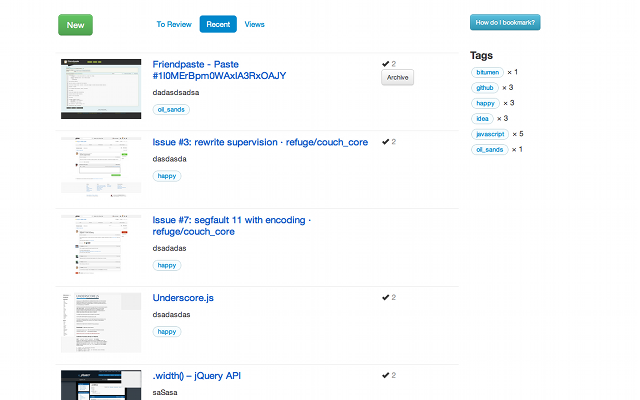 New
To Review
Recent
Views
How do I bookmark?
Friendpaste - Paste
#1I0MErBpm0WAxlA3RxOAJY
dadasdsadsa
oil_sands
2
Archive
Issue #3: rewrite supervision · refuge/couch_core
dasdasda
happy
2
Issue #7: segfault 11 with encoding ·
refuge/couch_core
dsadadas
happy
Underscore.js
dsadasdas
happy
2
.width() – jQuery API
saSasa
2
Tags
bitumen × 1
github × 3
happy × 3
idea × 3
javascript × 5
oil_sands × 1